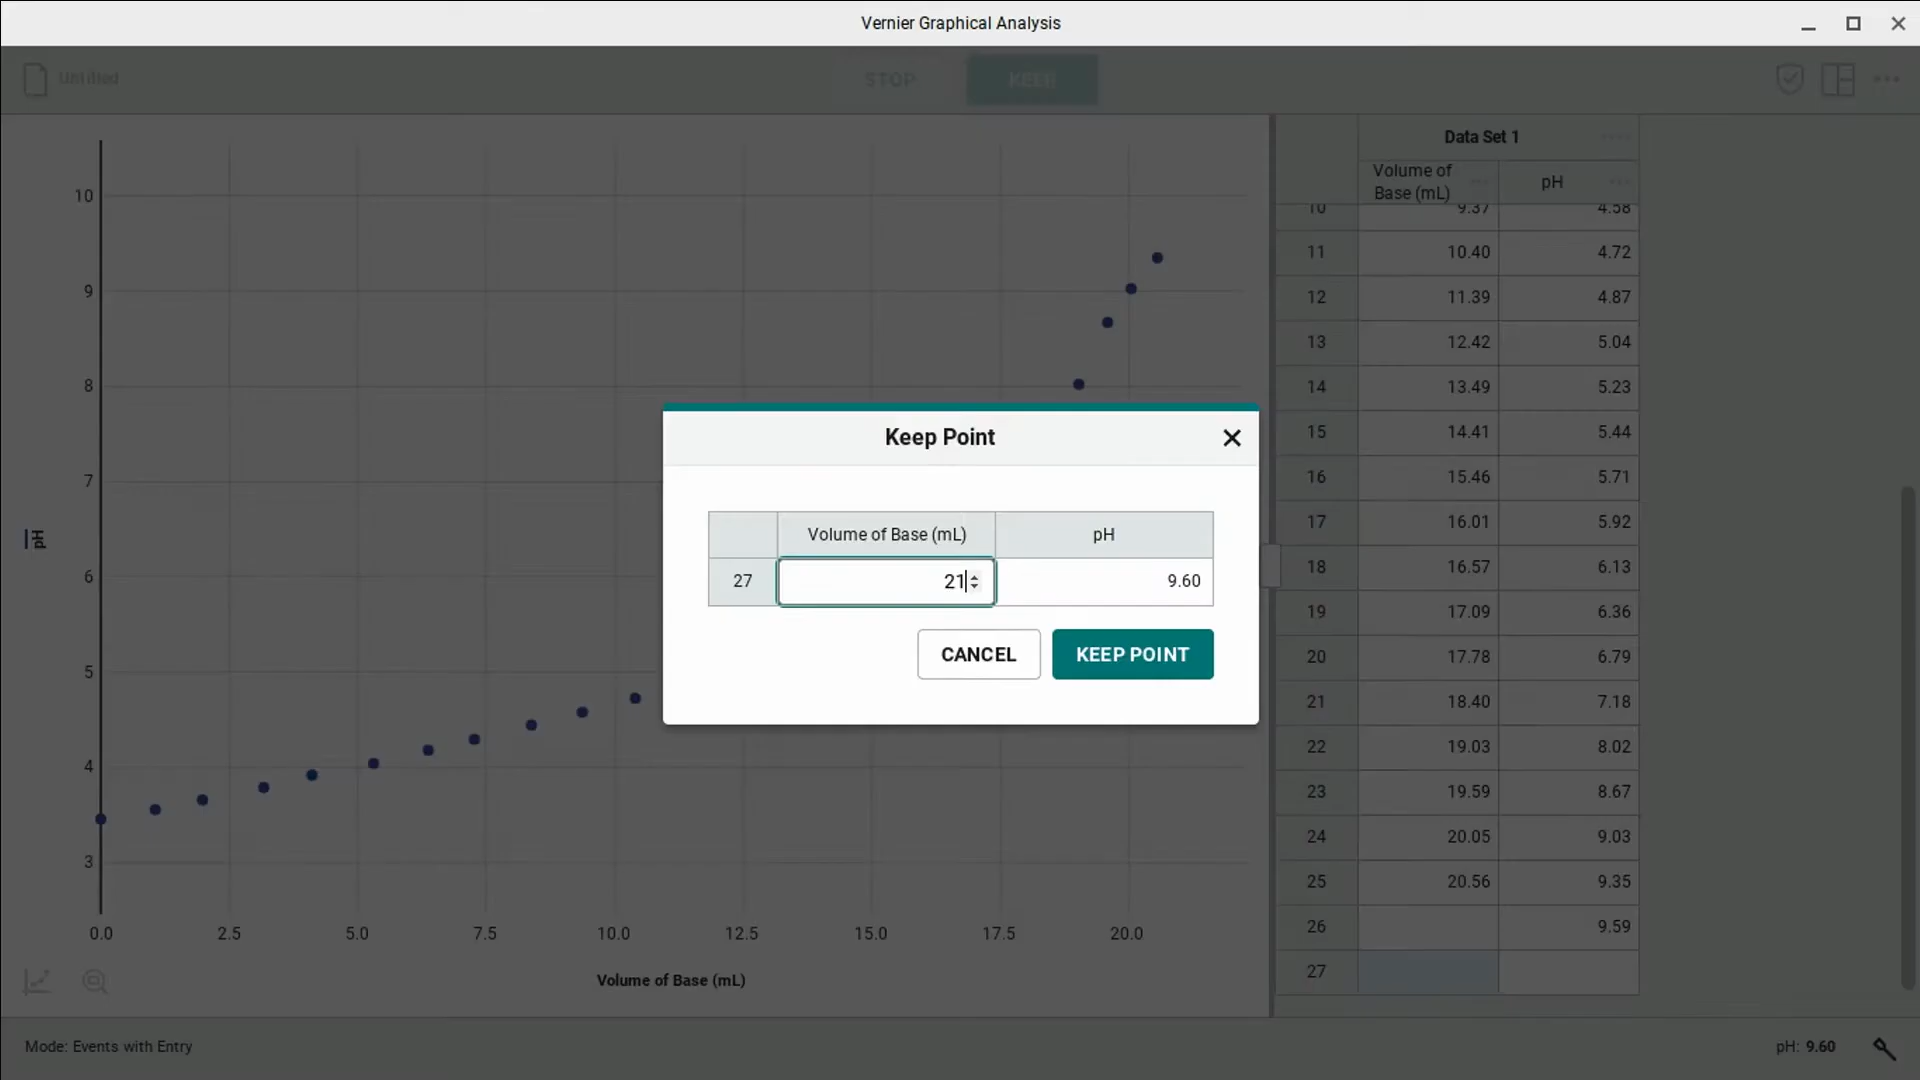 Vernier Graphical Analysis
Untitled
STOP
KEEP
Data Set 1
Volume of
Base (mL)
pH
10 9.37 4.58
11 10.40 4.72
12 11.39 4.87
13 12.42 5.04
14 13.49 5.23
15 14.41 5.44
16 15.46 5.71
17 16.01 5.92
18 16.57 6.13
19 17.09 6.36
20 17.78 6.79
21 18.40 7.18
22 19.03 8.02
23 19.59 8.67
24 20.05 9.03
25 20.56 9.35
26 9.59
27
10
9
8
7
6
5
4
3
pH
0.0 2.5 5.0 7.5 10.0 12.5 15.0 17.5 20.0
Volume of Base (mL)
Keep Point
Volume of Base (mL) pH
27 21 9.60
CANCEL
KEEP POINT
Mode: Events with Entry
pH: 9.60